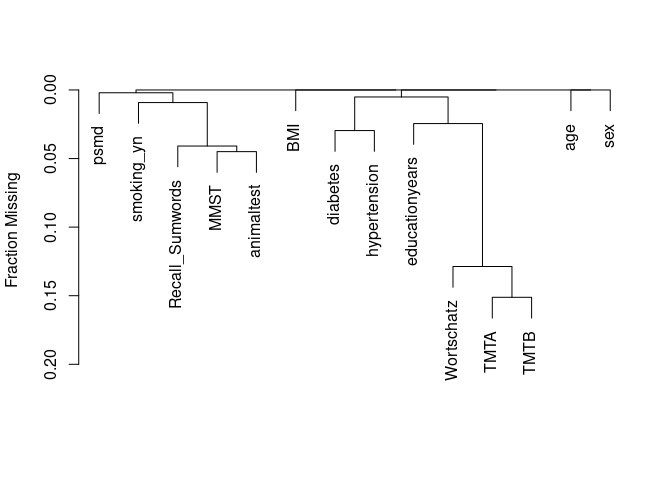 Fraction Missing
0.00
0.05
0.10
0.15
0.20
psmd
smoking_yn
Recall_Sumwords
MMST
animaltest
BMI
diabetes
hypertension
educationyears
Wortschatz
TMTA
TMTB
age
sex